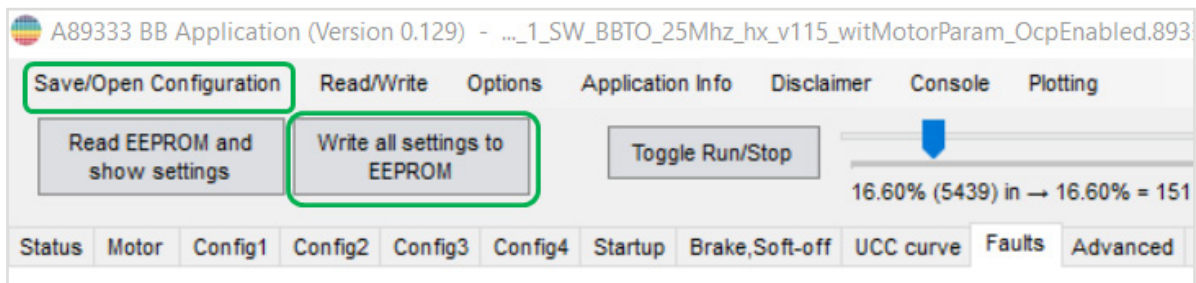 A89333 BB Application (Version 0.129) - ..._1_SW_BBTO_25Mhz_hx_v115_witMotorParam_OcpEnabled.893
Save/Open Configuration Read/Write Options Application Info Disclaimer Console Plotting
Read EEPROM and
show settings
Write all settings to
EEPROM
Toggle Run/Stop
16.60% (5439) in → 16.60% = 151
Status Motor Config1 Config2 Config3 Config4 Startup Brake,Soft-off UCC curve Faults Advanced